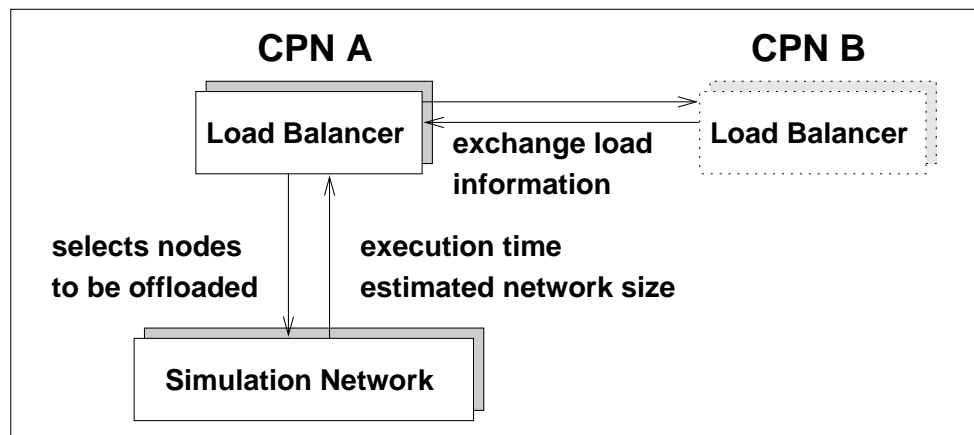 CPN A
CPN B
Load Balancer
Load Balancer
exchange load
information
selects nodes
to be offloaded
execution time
estimated network size
Simulation Network